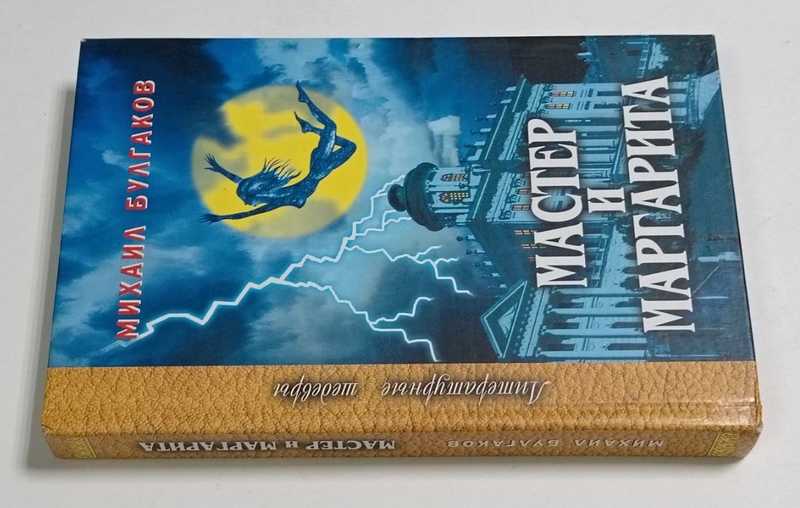 МИХАИЛ БУЛГАКОВ
МАСТЕР
И
МАРГАРИТА
Литературные шедевры
МИХАИЛ БУЛГАКОВ МАСТЕР и МАРГАРИТА